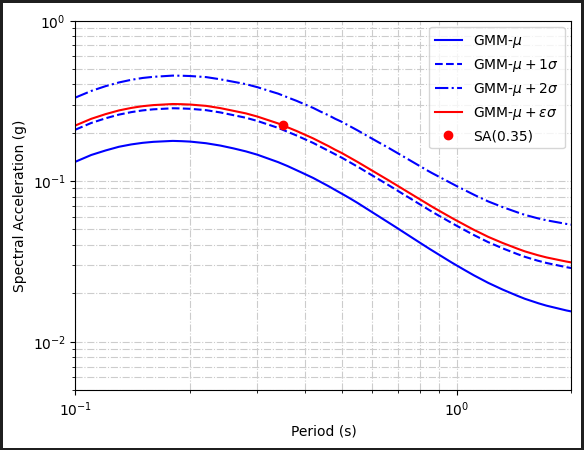 10⁰
10⁻¹
10⁻²
Spectral Acceleration (g)
GMM-μ
GMM-μ + 1σ
GMM-μ + 2σ
GMM-μ + εσ
SA(0.35)
10⁻¹
10⁰
Period (s)